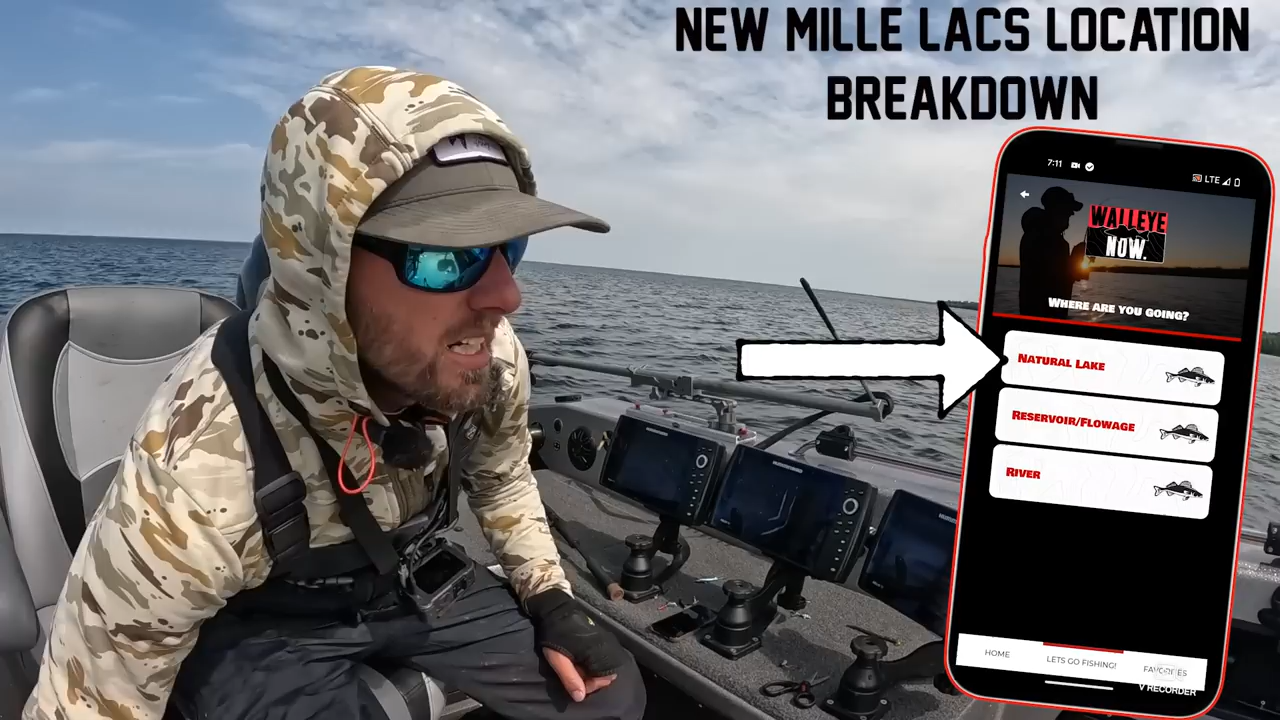 NEW MILLE LACS LOCATION
BREAKDOWN
7:11
LTE
WALLEYE
NOW.
WHERE ARE YOU GOING?
NATURAL LAKE
RESERVOIR/FLOWAGE
RIVER
HOME
LETS GO FISHING!
FAVORITES
V RECORDER